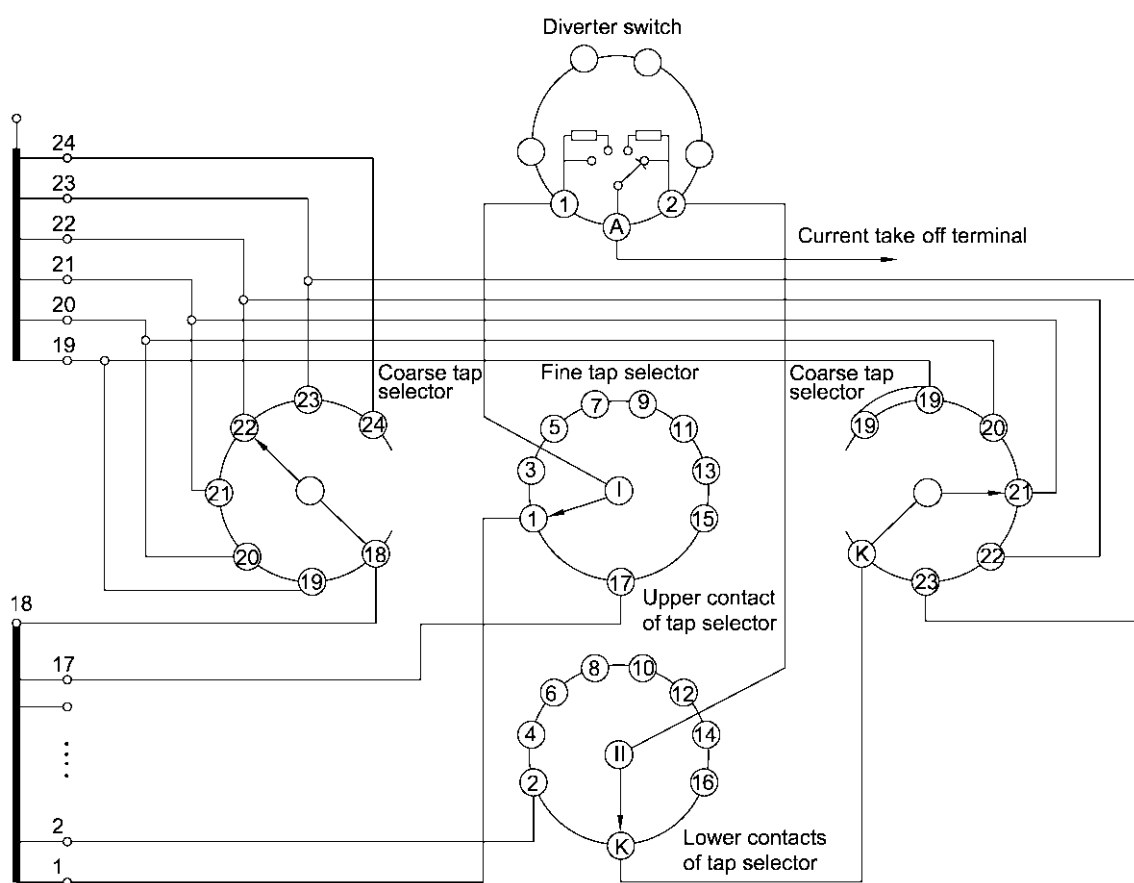 Diverter switch
24
23
22
21
20
19
1
2
A
Current take off terminal
Coarse tap
selector
Fine tap selector
Coarse tap
selector
23
22
24
21
20
19
18
7
9
5
11
3
13
I
1
15
17
19
19
20
21
22
K
23
Upper contact
of tap selector
18
17
2
1
8
10
6
12
4
14
II
2
16
K
Lower contacts
of tap selector